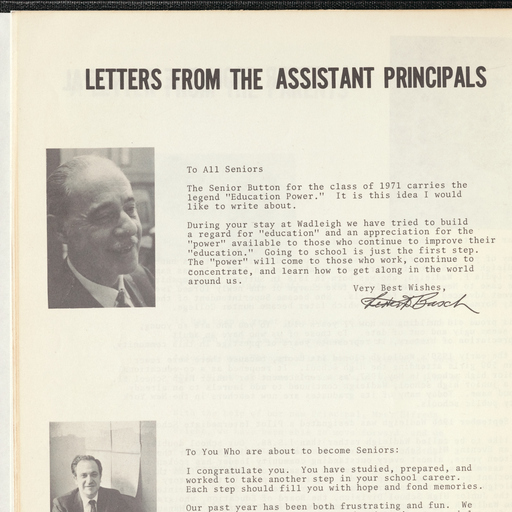 LETTERS FROM THE ASSISTANT PRINCIPALS
To All Seniors
The Senior Button for the class of 1971 carries the
legend "Education Power." It is this idea I would
like to write about.
During your stay at Wadleigh we have tried to build
a regard for "education" and an appreciation for the
"power" available to those who continue to improve their
"education." Going to school is just the first step.
The "power" will come to those who work, continue to
concentrate, and learn how to get along in the world
around us.
Very Best Wishes,
Basch
To You Who are about to become Seniors:
I congratulate you. You have studied, prepared, and
worked to take another step in your school career.
Each step should fill you with hope and fond memories.
Our past year has been both frustrating and fun. We